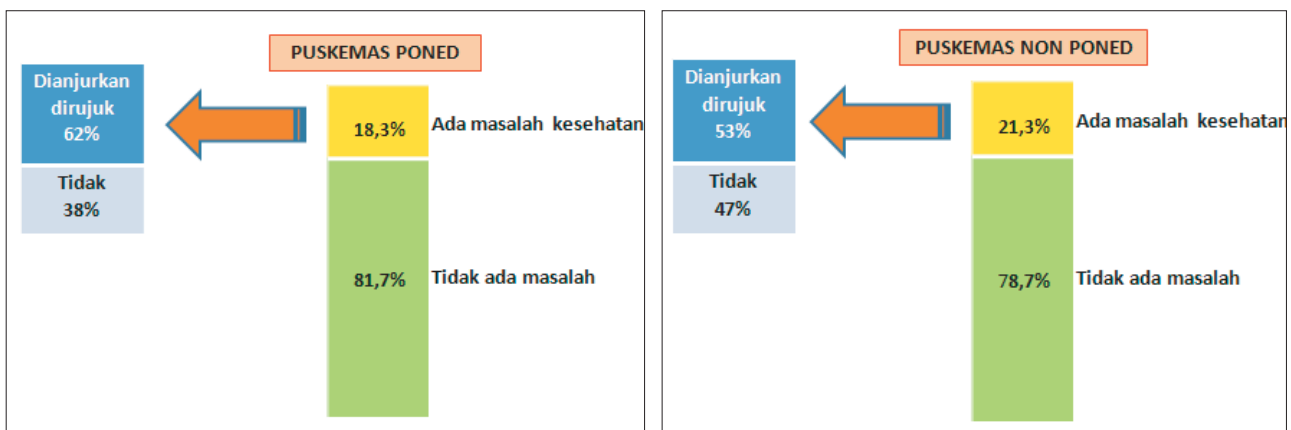 PUSKEMAS PONED
Dianjurkan
dirujuk
62%
Tidak
38%
18,3%
Ada masalah kesehatan
81,7%
Tidak ada masalah
PUSKEMAS NON PONED
Dianjurkan
dirujuk
53%
Tidak
47%
21,3%
Ada masalah kesehatan
78,7%
Tidak ada masalah